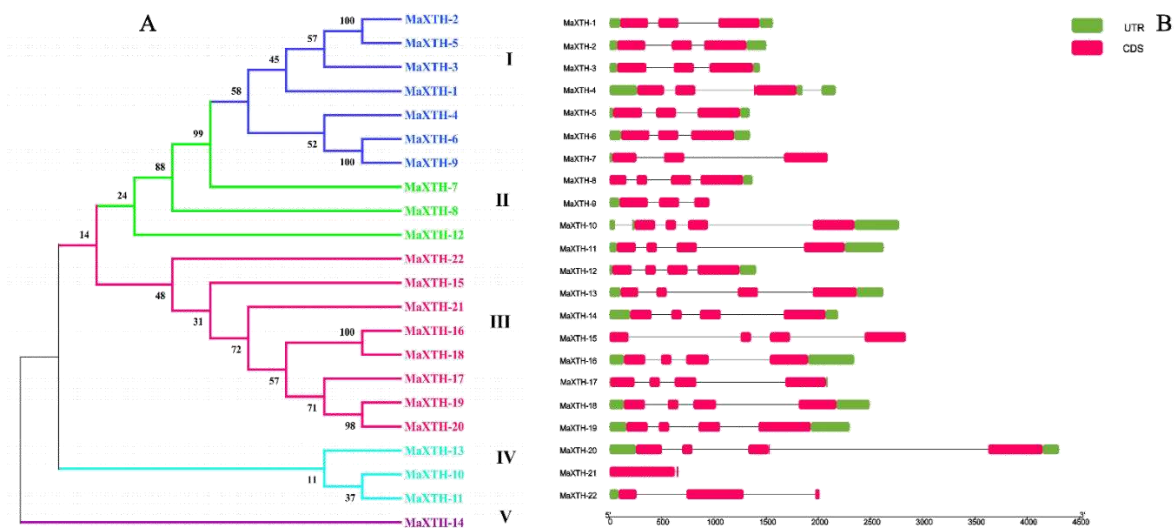 A
MaXTH-2
MaXTH-5
MaXTH-3
MaXTH-1
MaXTH-4
MaXTH-6
MaXTH-9
MaXTH-7
MaXTH-8
MaXTH-12
MaXTH-22
MaXTH-15
MaXTH-21
MaXTH-16
MaXTH-18
MaXTH-17
MaXTH-19
MaXTH-20
MaXTH-13
MaXTH-10
MaXTH-11
MaXTH-14
100
57
45
58
52
100
99
88
24
14
48
31
72
100
57
71
98
11
37
I
II
III
IV
V
B
UTR
CDS
MaXTH-1
MaXTH-2
MaXTH-3
MaXTH-4
MaXTH-5
MaXTH-6
MaXTH-7
MaXTH-8
MaXTH-9
MaXTH-10
MaXTH-11
MaXTH-12
MaXTH-13
MaXTH-14
MaXTH-15
MaXTH-16
MaXTH-17
MaXTH-18
MaXTH-19
MaXTH-20
MaXTH-21
MaXTH-22
0 500 1000 1500 2000 2500 3000 3500 4000 4500